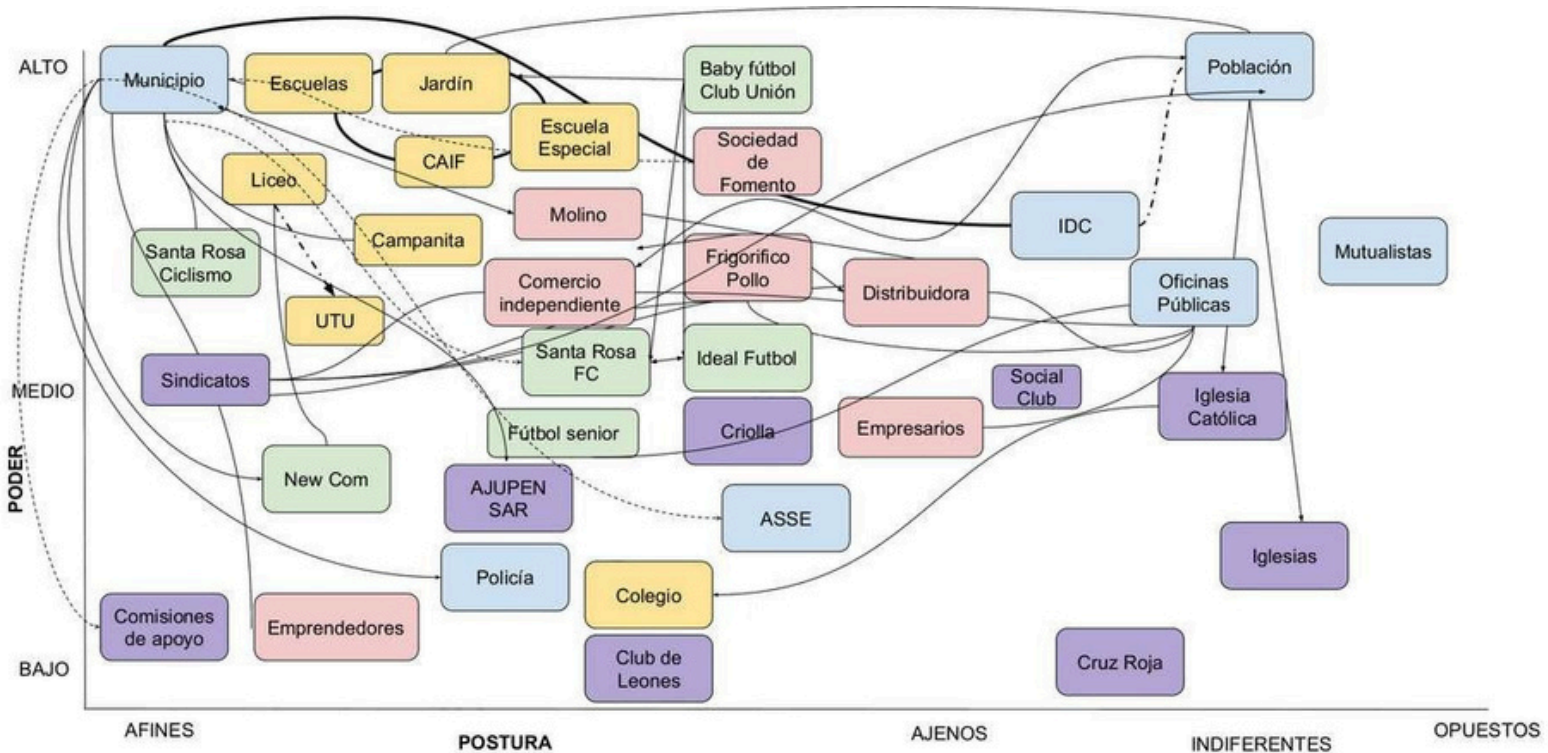 ALTO
Municipio
Escuelas
Jardín
Baby fútbol
Club Unión
Población
Escuela
Especial
CAIF
Sociedad
de
Fomento
Liceo
Molino
IDC
Campanita
Santa Rosa
Ciclismo
Mutualistas
Frigorifico
Pollo
Comercio
independiente
Distribuidora
Oficinas
Públicas
UTU
Santa Rosa
FC
Ideal Futbol
Sindicatos
MEDIO
Social
Club
Iglesia
Católica
Fútbol senior
Criolla
Empresarios
PODER
New Com
AJUPEN
SAR
ASSE
Iglesias
Policía
Colegio
Comisiones
de apoyo
Emprendedores
Club de
Leones
Cruz Roja
BAJO
AFINES
POSTURA
AJENOS
INDIFERENTES
OPUESTOS